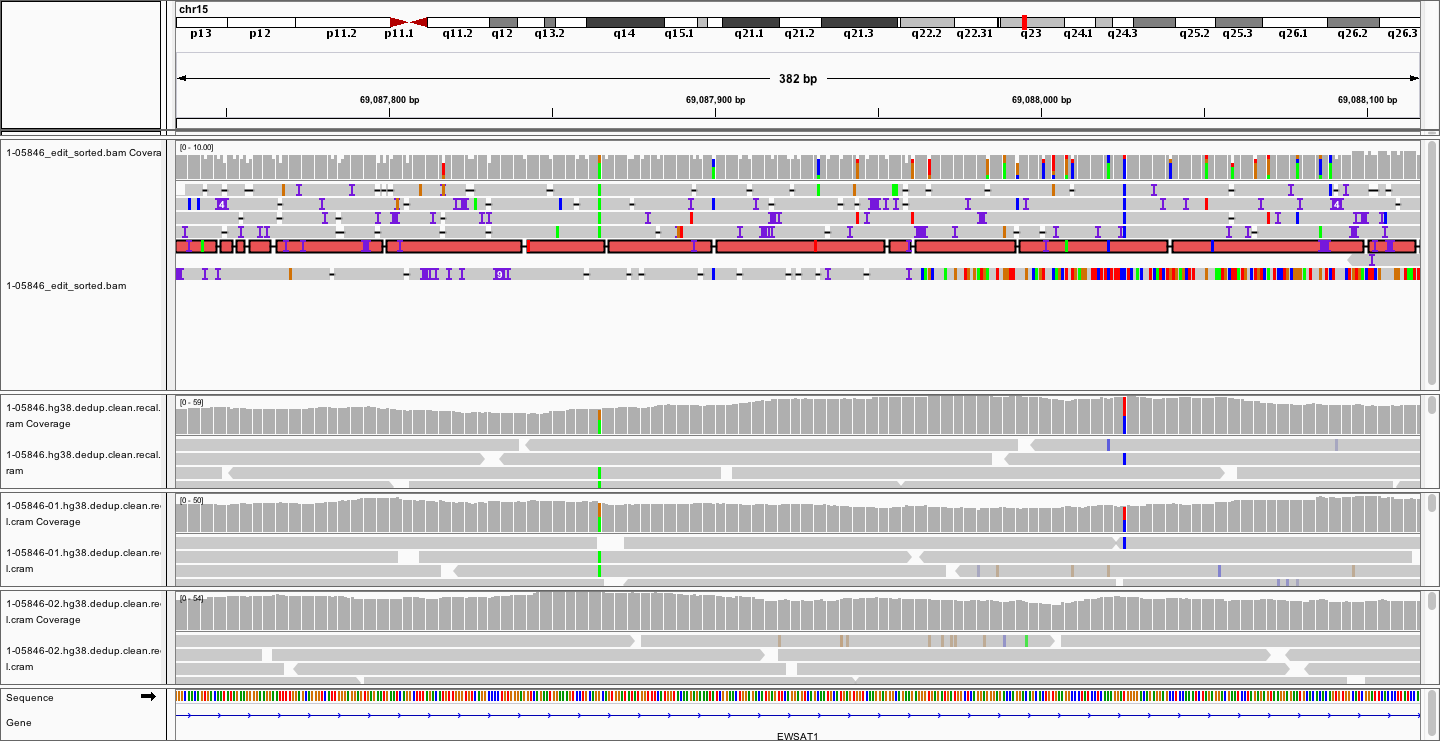 chr15
p13 p12 p11.2 p11.1 q11.2 q12 q13.2 q14 q15.1 q21.1 q21.2 q21.3 q22.2 q22.31 q23 q24.1 q24.3 q25.2 q25.3 q26.1 q26.2 q26.3
382 bp
69,087,800 bp 69,087,900 bp 69,088,000 bp 69,088,100 bp
1-05846_edit_sorted.bam Covera
[0 - 10.00]
9
1-05846_edit_sorted.bam
1-05846.hg38.dedup.clean.recal.
ram Coverage
[0 - 59]
1-05846.hg38.dedup.clean.recal.
ram
1-05846-01.hg38.dedup.clean.re
l.cram Coverage
[0 - 50]
1-05846-01.hg38.dedup.clean.re
l.cram
1-05846-02.hg38.dedup.clean.re
l.cram Coverage
[0 - 54]
1-05846-02.hg38.dedup.clean.re
l.cram
Sequence
Gene
EWSAT1